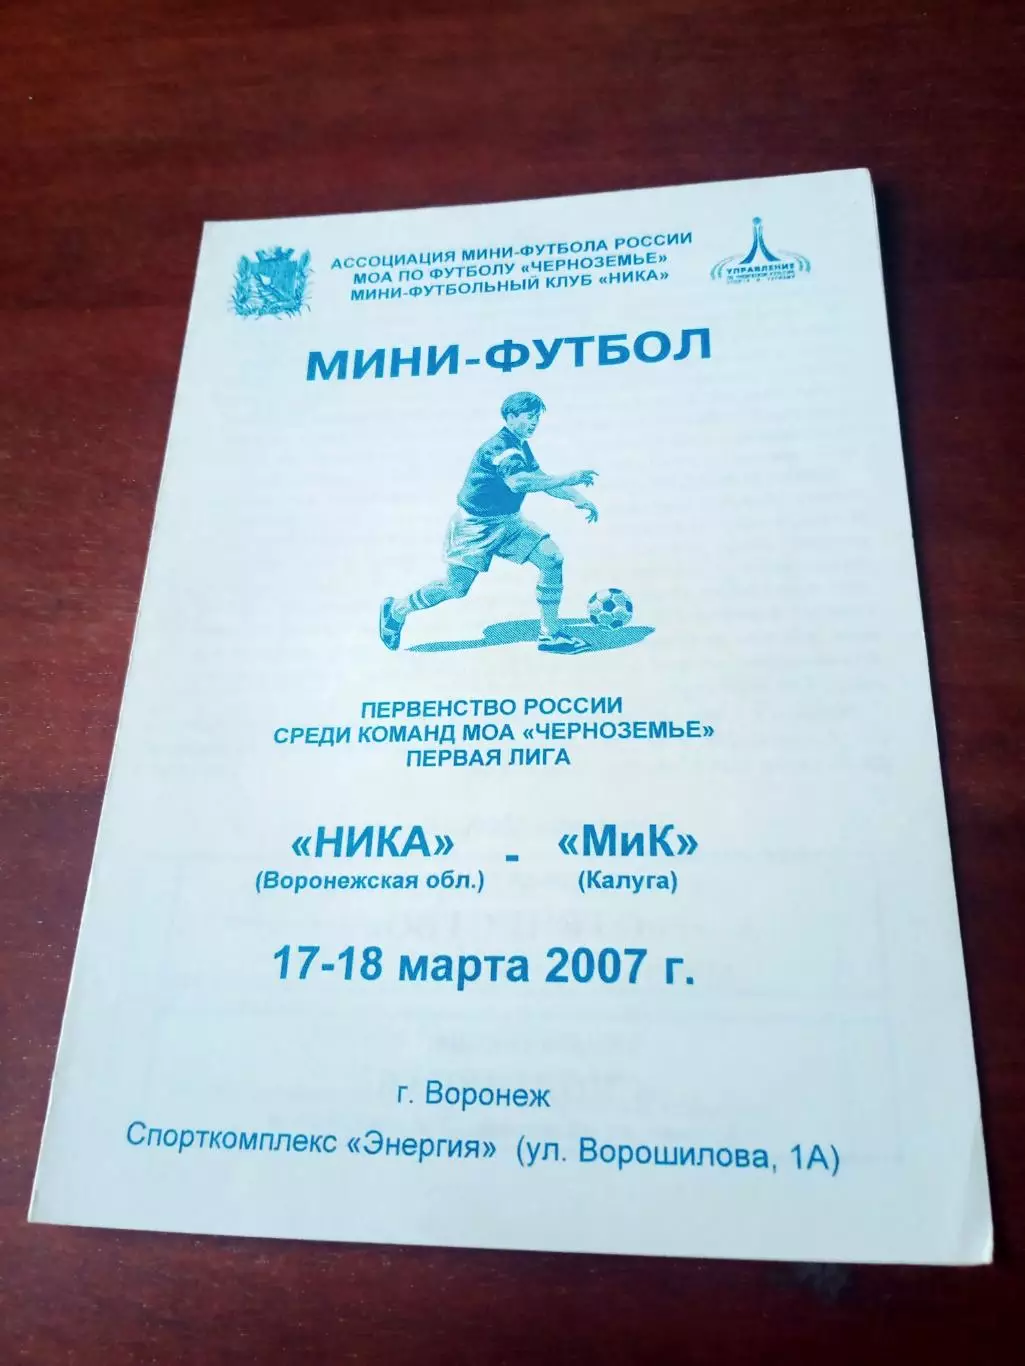 АССОЦИАЦИЯ МИНИ-ФУТБОЛА РОССИИ
МОА ПО ФУТБОЛУ «ЧЕРНОЗЕМЬЕ»
МИНИ-ФУТБОЛЬНЫЙ КЛУБ «НИКА»
УПРАВЛЕНИЕ
МИНИ-ФУТБОЛ
ПЕРВЕНСТВО РОССИИ
СРЕДИ КОМАНД МОА «ЧЕРНОЗЕМЬЕ»
ПЕРВАЯ ЛИГА
«НИКА» - «МиК»
(Воронежская обл.) (Калуга)
17-18 марта 2007 г.
г. Воронеж
Спорткомплекс «Энергия» (ул. Ворошилова, 1А)